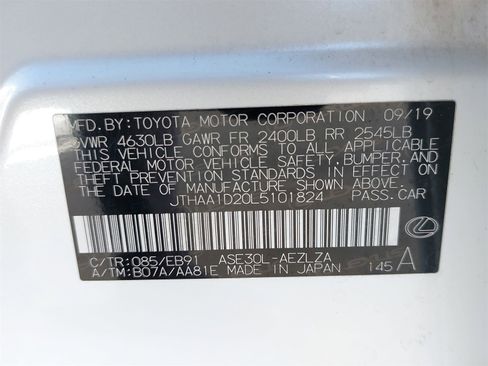 MFD.BY:TOYOTA MOTOR CORPORATION 09/19
GVWR 4630LB GAWR FR 2400LB RR 2545LB
THIS VEHICLE CONFORMS TO ALL APPLICABLE
FEDERAL MOTOR VEHICLE SAFETY,BUMPER,AND
THEFT PREVENTION STANDARDS IN EFFECT ON
THE DATE OF MANUFACTURE SHOWN ABOVE.
JTHAA1D20L5101824 PASS.CAR
C/TR:085/EB91 ASE30L-AEZLZA
A/TM:B07A/AA81E MADE IN JAPAN 145 A